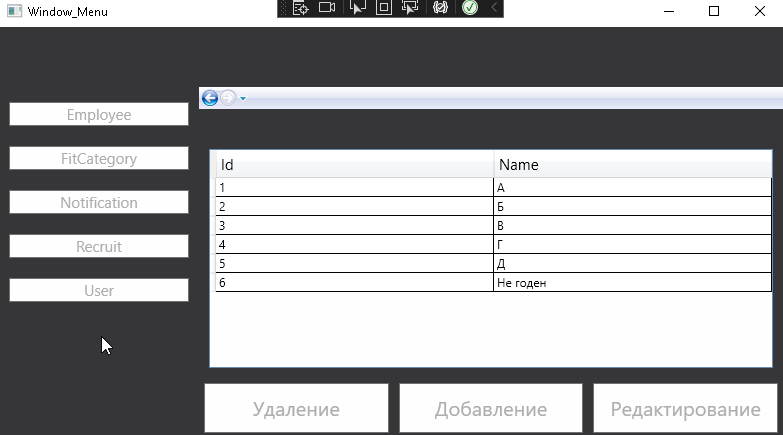 Window_Menu
Employee
FitCategory
Notification
Recruit
User
Id Name
1 А
2 Б
3 В
4 Г
5 Д
6 Не годен
Удаление Добавление Редактирование